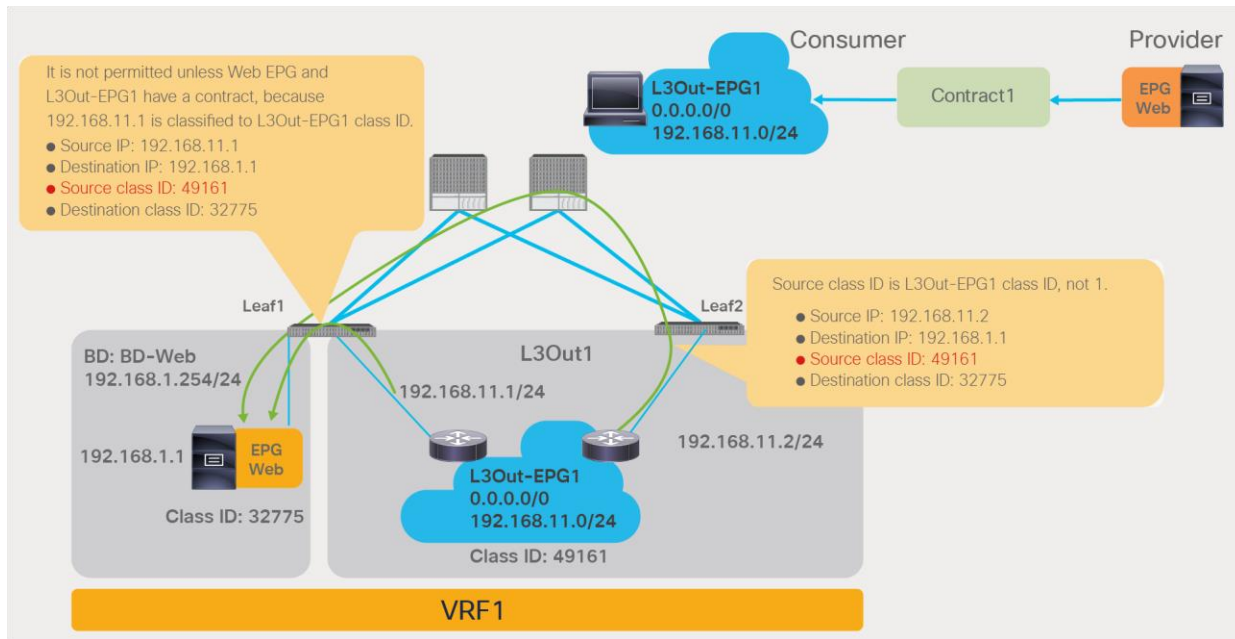 It is not permitted unless Web EPG and
L3Out-EPG1 have a contract, because
192.168.11.1 is classified to L3Out-EPG1 class ID.
● Source IP: 192.168.11.1
● Destination IP: 192.168.1.1
● Source class ID: 49161
● Destination class ID: 32775
Consumer
Provider
L3Out-EPG1
0.0.0.0/0
192.168.11.0/24
Contract1
EPG
Web
Source class ID is L3Out-EPG1 class ID, not 1.
● Source IP: 192.168.11.2
● Destination IP: 192.168.1.1
● Source class ID: 49161
● Destination class ID: 32775
Leaf1
Leaf2
BD: BD-Web
192.168.1.254/24
L3Out1
192.168.11.1/24
192.168.11.2/24
192.168.1.1
EPG
Web
Class ID: 32775
L3Out-EPG1
0.0.0.0/0
192.168.11.0/24
Class ID: 49161
VRF1